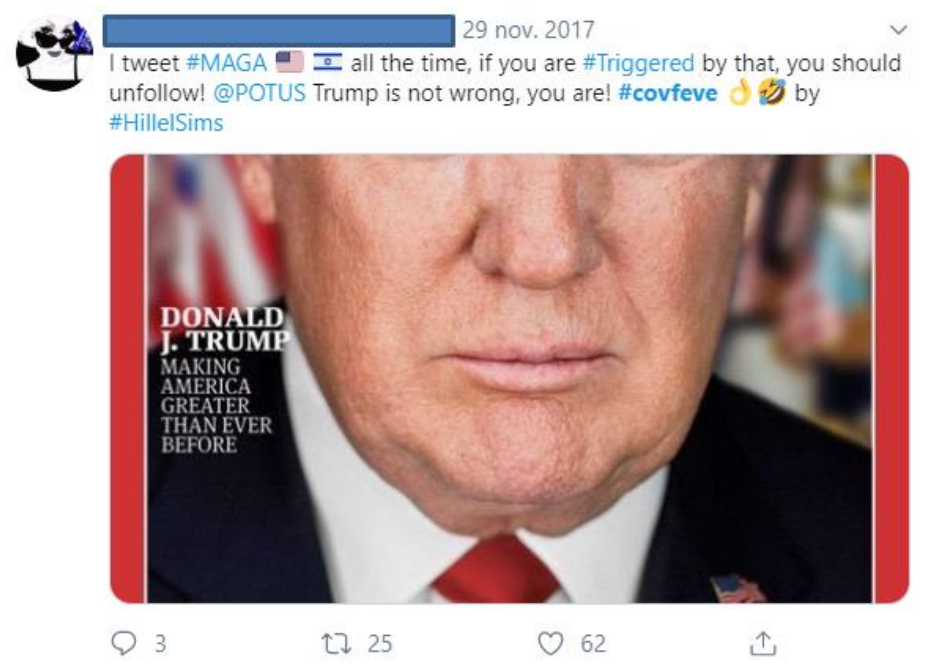 29 nov. 2017
I tweet #MAGA 🇺🇸 🇮🇱 all the time, if you are #Triggered by that, you should
unfollow! @POTUS Trump is not wrong, you are! #covfeve 👌🤣 by
#HillelSims
DONALD
J. TRUMP
MAKING
AMERICA
GREATER
THAN EVER
BEFORE
3 25 62